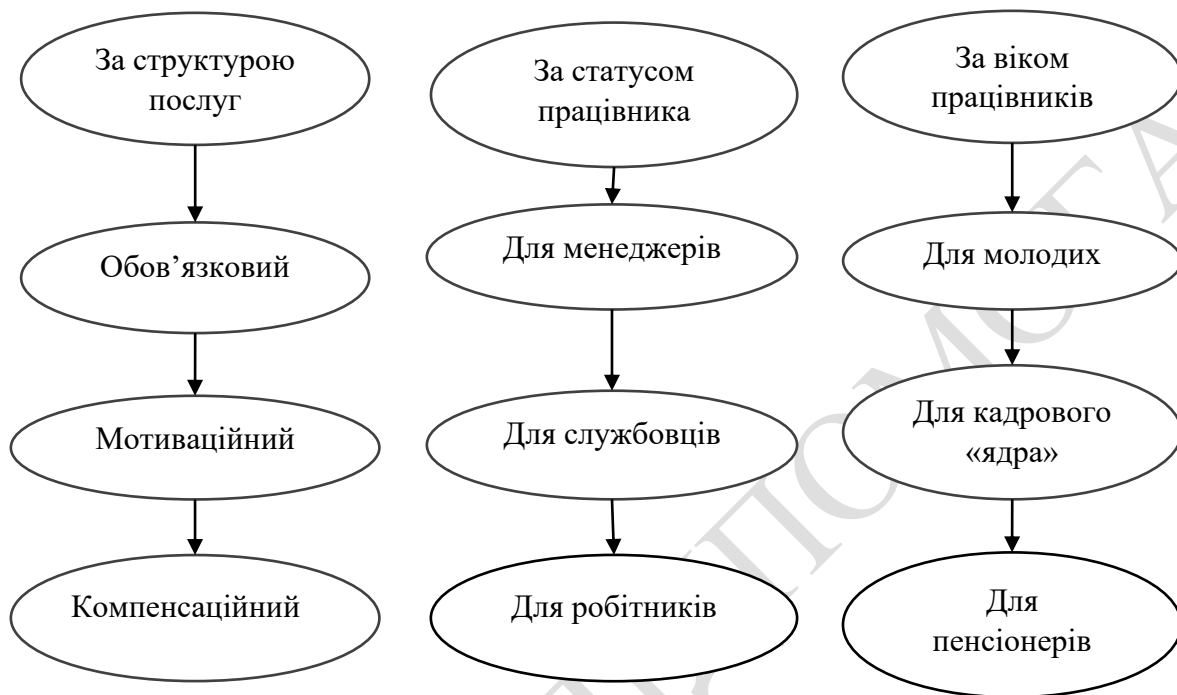 За структурою
послуг
Обов’язковий
Мотиваційний
Компенсаційний
За статусом
працівника
Для менеджерів
Для службовців
Для робітників
За віком
працівників
Для молодих
Для кадрового
«ядра»
Для
пенсіонерів